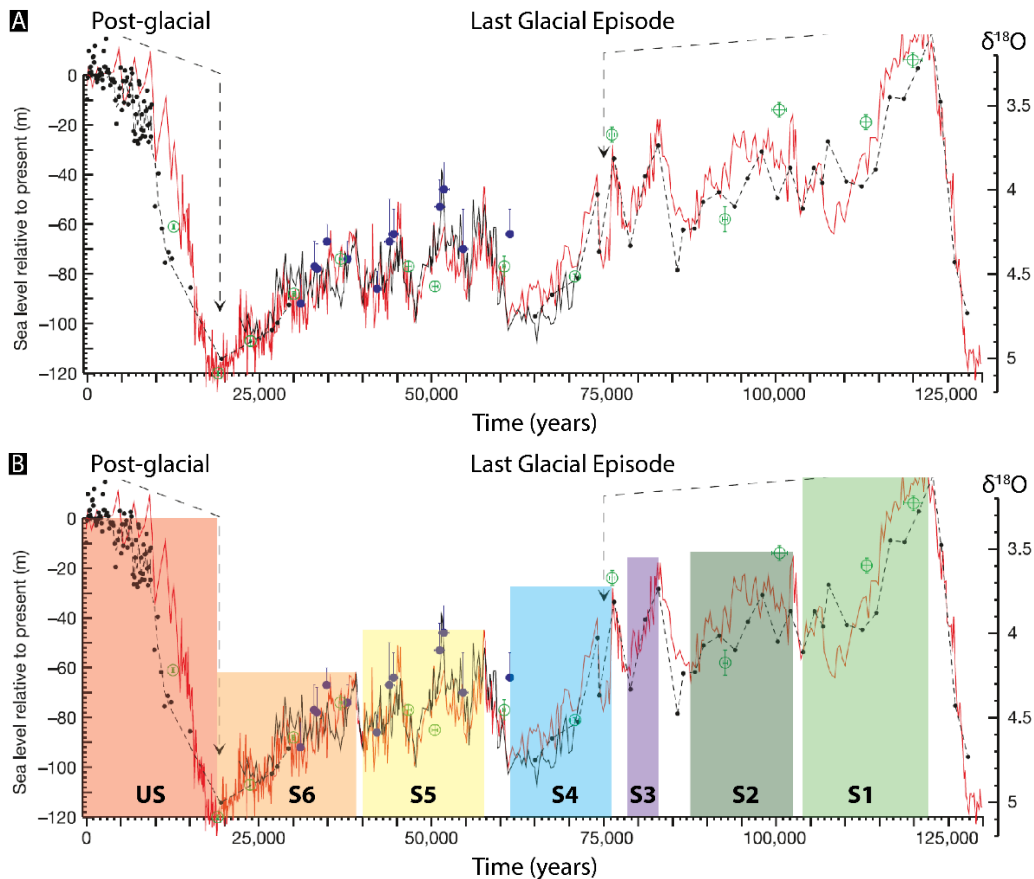 A
Post-glacial
Last Glacial Episode
δ18O
Sea level relative to present (m)
0
−20
−40
−60
−80
−100
−120
3.5
4
4.5
5
0
25,000
50,000
75,000
100,000
125,000
Time (years)
B
Post-glacial
Last Glacial Episode
δ18O
Sea level relative to present (m)
0
−20
−40
−60
−80
−100
−120
3.5
4
4.5
5
US
S6
S5
S4
S3
S2
S1
0
25,000
50,000
75,000
100,000
125,000
Time (years)